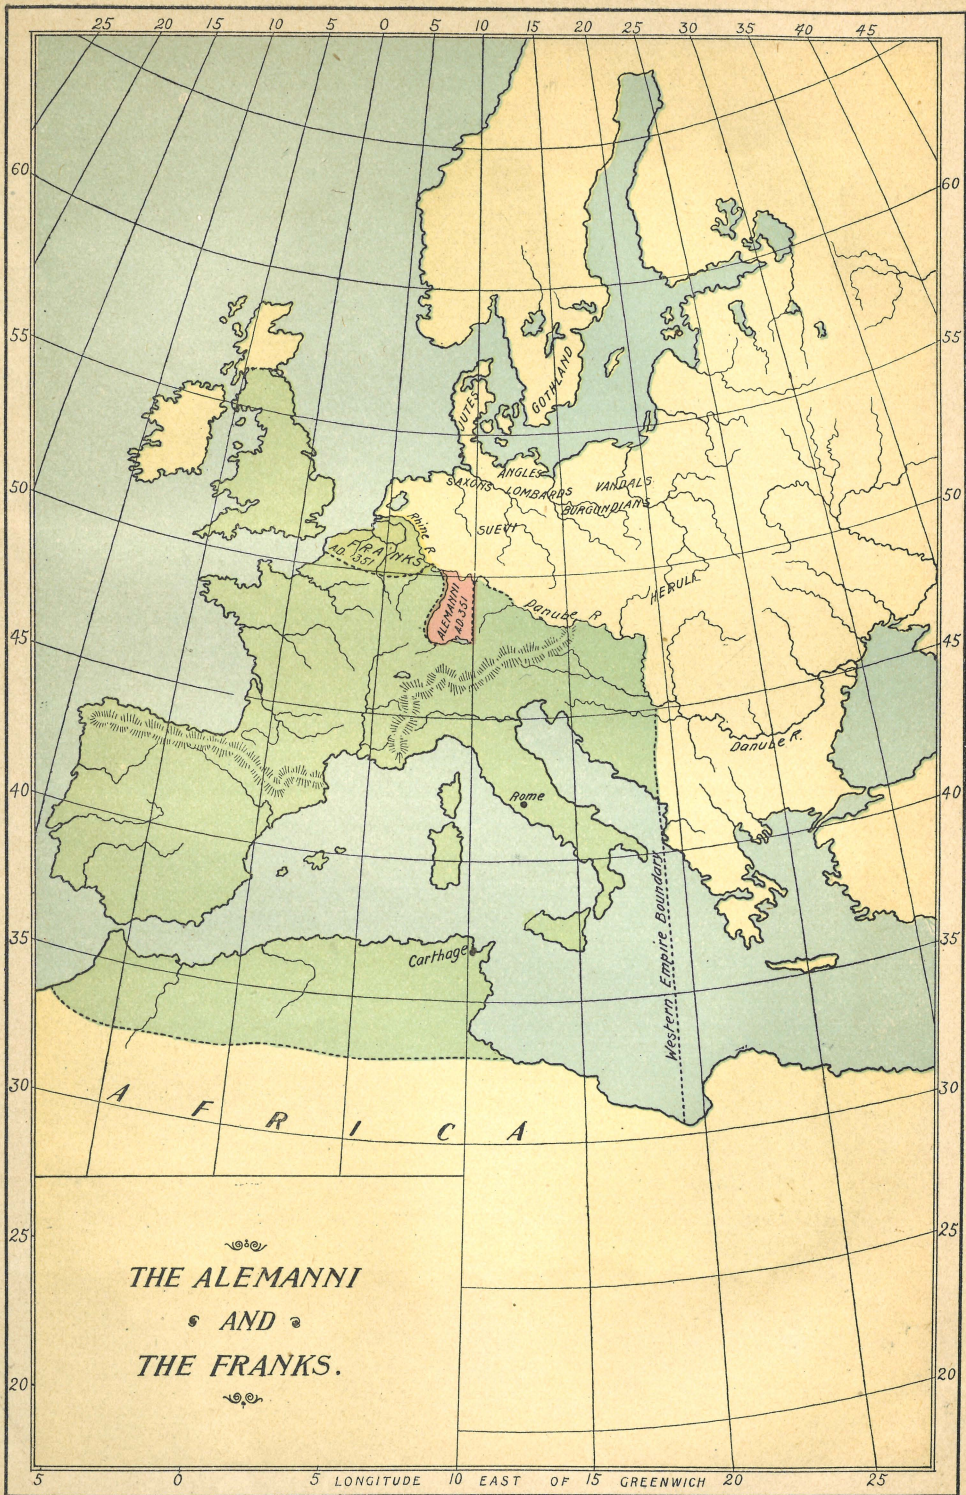 25 20 15 10 5 0 5 10 15 20 25 30 35 40 45
60 60
55 55
JUTES
GOTHLAND
50 50
SAXONS
ANGLES
LOMBARDS
VANDALS
BURGUNDIANS
SUEVI
Rhine R
FRANKS
AD. 351
ALEMANNI
AD 351
HERULI
DANUBE R
45 45
DANUBE R.
40 40
Rome
Western Empire Boundary
35 35
Carthage
30 30
AFRICA
25 25
THE ALEMANNI
AND
THE FRANKS.
20 20
5 0 5 LONGITUDE 10 EAST OF 15 GREENWICH 20 25